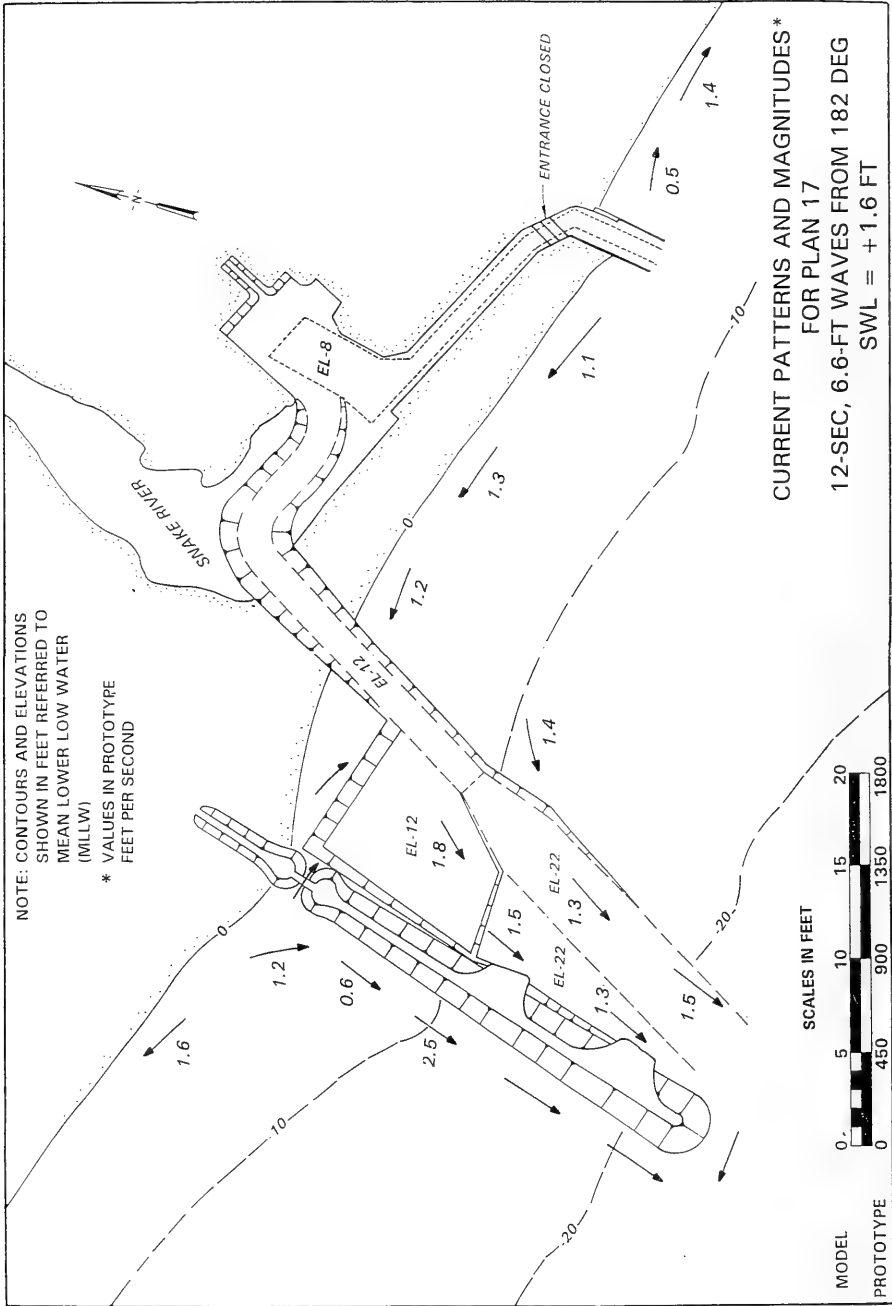 NOTE: CONTOURS AND ELEVATIONS
SHOWN IN FEET REFERRED TO
MEAN LOWER LOW WATER
(MLLW)
* VALUES IN PROTOTYPE
FEET PER SECOND
SNAKE RIVER
-N-
EL-8
ENTRANCE CLOSED
0
0
1.6
1.2
0.6
2.5
EL-12
EL-12
1.8
1.5
EL-22
EL-22
1.3
1.3
1.5
1.4
1.2
1.3
1.1
0.5
1.4
-10
-20
-10
-20
CURRENT PATTERNS AND MAGNITUDES*
FOR PLAN 17
12-SEC, 6.6-FT WAVES FROM 182 DEG
SWL = +1.6 FT
SCALES IN FEET
MODEL 0 5 10 15 20
PROTOTYPE 0 450 900 1350 1800